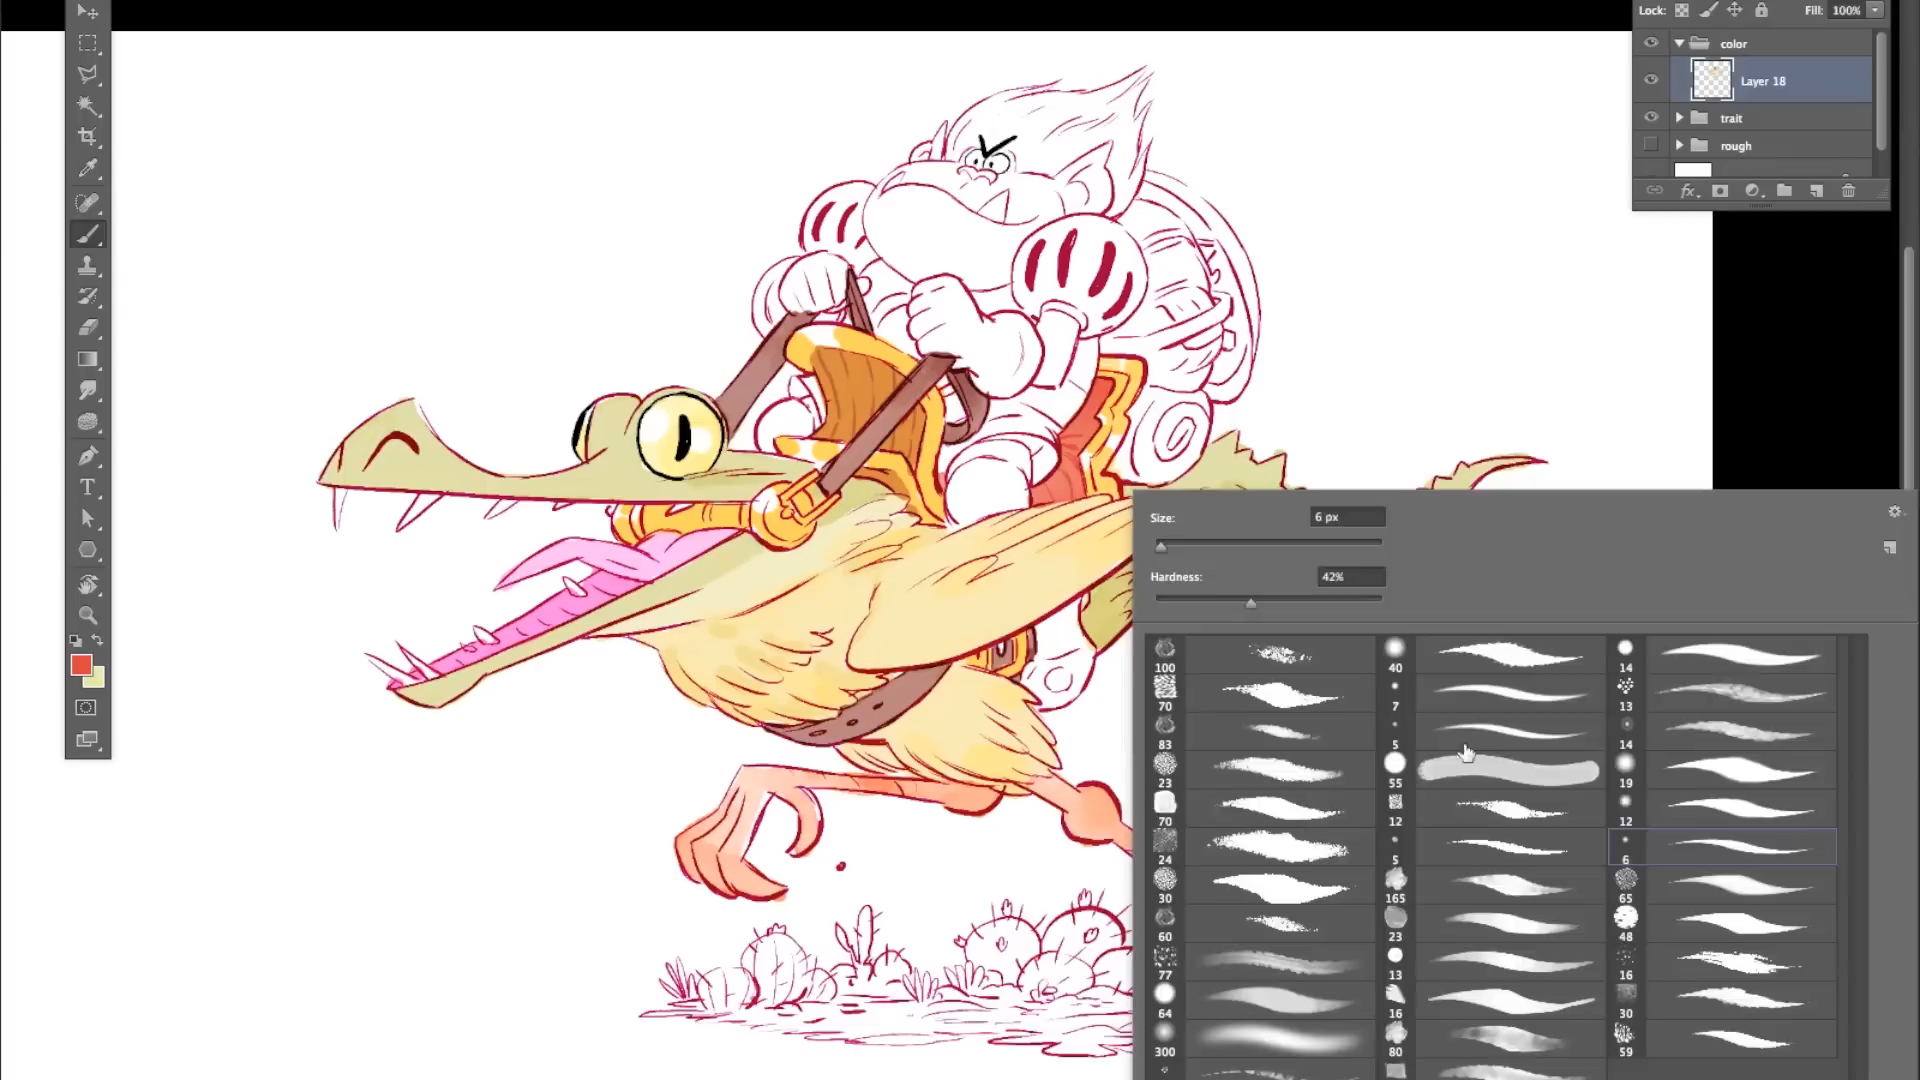 Lock: Fill: 100%
color
Layer 18
trait
rough
fx
T
Size: 6 px
Hardness: 42%
100 40 14
70 7 13
83 5 14
23 55 19
70 12 12
24 5 6
30 165 65
60 23 48
77 13 16
64 16 30
300 80 59